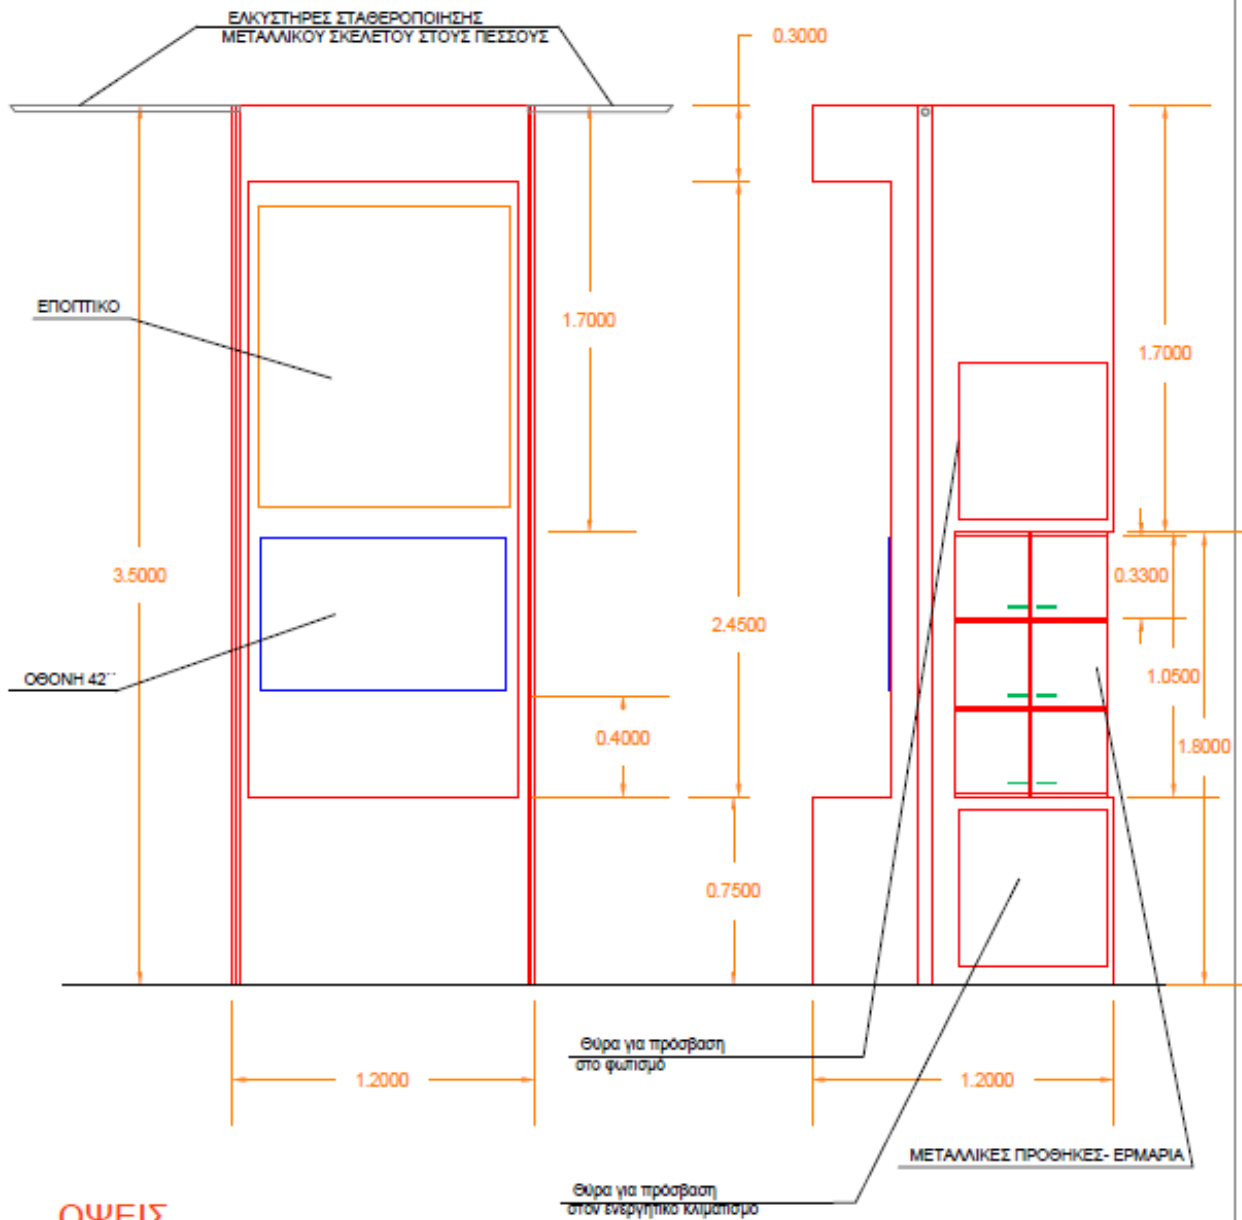 ΕΛΚΥΣΤΗΡΕΣ ΣΤΑΘΕΡΟΠΟΙΗΣΗΣ
ΜΕΤΑΛΛΙΚΟΥ ΣΚΕΛΕΤΟΥ ΣΤΟΥΣ ΠΕΣΣΟΥΣ
0.3000
ΕΠΟΠΤΙΚΟ
1.7000
1.7000
3.5000
0.3300
2.4500
ΟΘΟΝΗ 42΄΄
1.0500
0.4000
1.8000
0.7500
Θύρα για πρόσβαση
στο φωτισμό
1.2000
1.2000
ΜΕΤΑΛΛΙΚΕΣ ΠΡΟΘΗΚΕΣ- ΕΡΜΑΡΙΑ
Θύρα για πρόσβαση
στον ενεργητικό κλιματισμό
ΟΨΕΙΣ